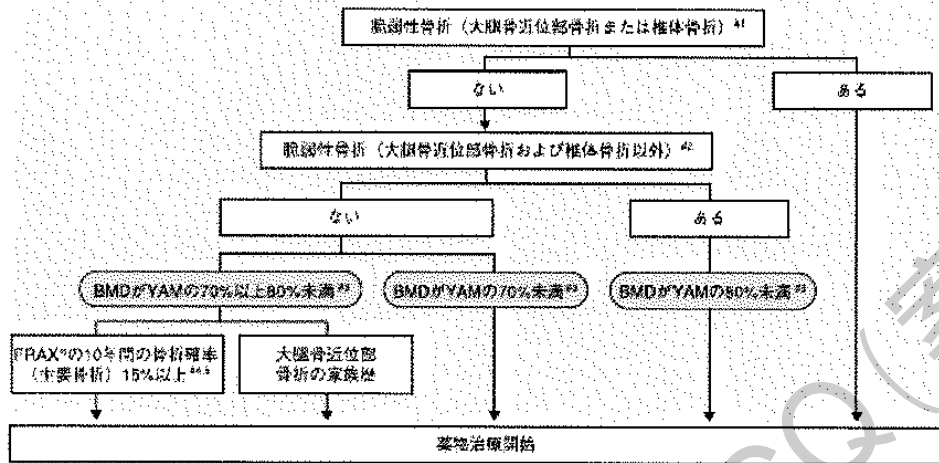 脆弱性骨折（大腿骨近位部骨折または椎体骨折）#1
ない
ある
脆弱性骨折（大腿骨近位部骨折および椎体骨折以外）#2
ない
ある
BMDがYAMの70%以上80%未満#3
BMDがYAMの70%未満#3
BMDがYAMの80%未満#3
FRAX®の10年間の骨折確率
（主要骨折）15%以上
大腿骨近位部
骨折の家族歴
薬物治療開始
CQ（案